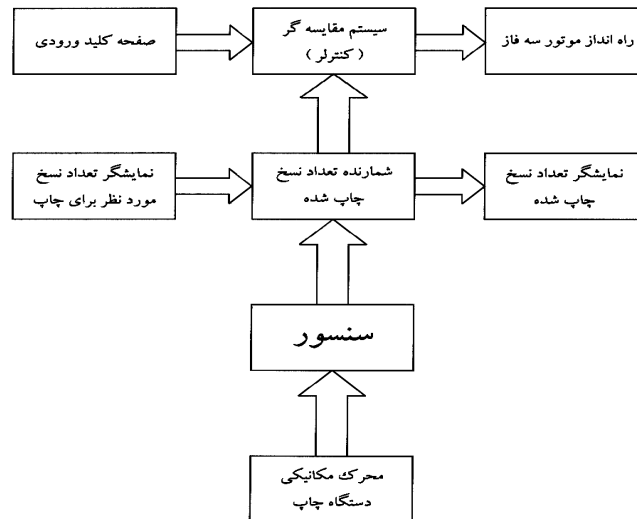 صفحه کلید ورودی
سیستم مقایسه گر
( کنترلر )
راه انداز موتور سه فاز
نمایشگر تعداد نسخ
مورد نظر برای چاپ
شمارنده تعداد نسخ
چاپ شده
نمایشگر تعداد نسخ
چاپ شده
سنسور
محرک مکانیکی
دستگاه چاپ